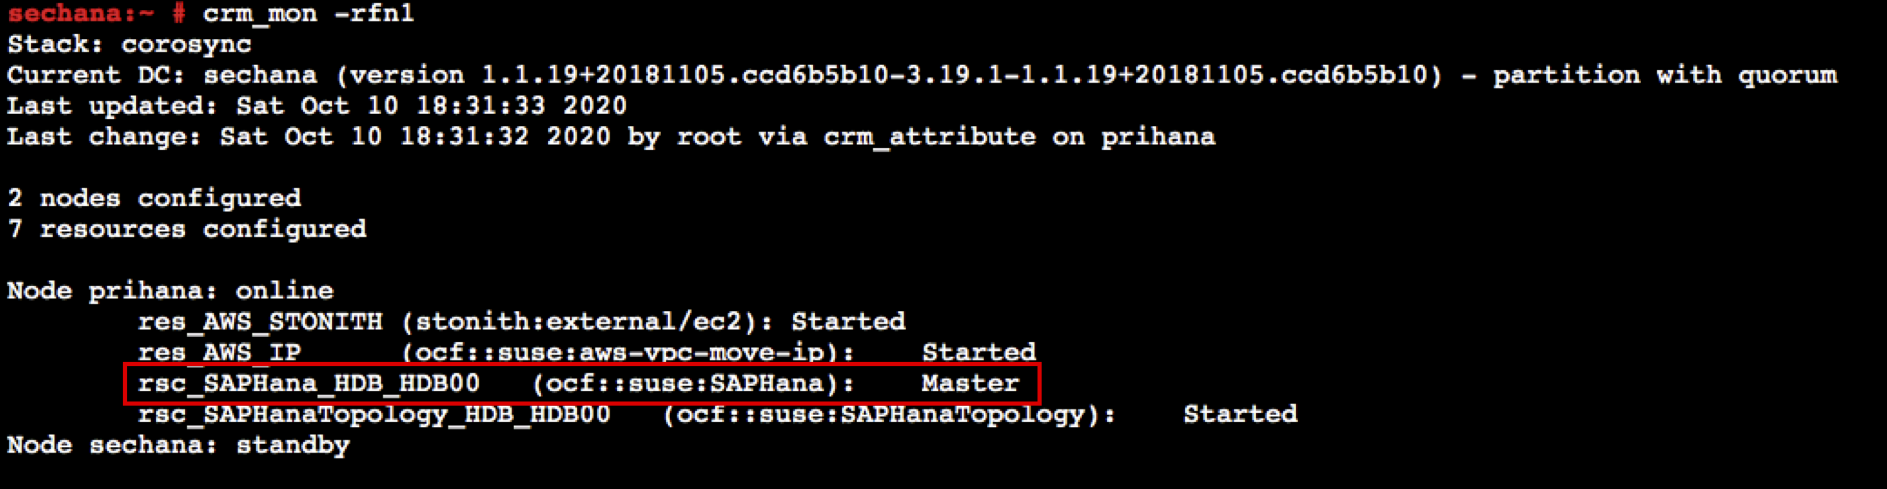 sechana:~ # crm_mon -rfn1
Stack: corosync
Current DC: sechana (version 1.1.19+20181105.ccd6b5b10-3.19.1-1.1.19+20181105.ccd6b5b10) - partition with quorum
Last updated: Sat Oct 10 18:31:33 2020
Last change: Sat Oct 10 18:31:32 2020 by root via crm_attribute on prihana
2 nodes configured
7 resources configured
Node prihana: online
res_AWS_STONITH (stonith:external/ec2): Started
res_AWS_IP (ocf::suse:aws-vpc-move-ip): Started
rsc_SAPHana_HDB_HDB00 (ocf::suse:SAPHana): Master
rsc_SAPHanaTopology_HDB_HDB00 (ocf::suse:SAPHanaTopology): Started
Node sechana: standby